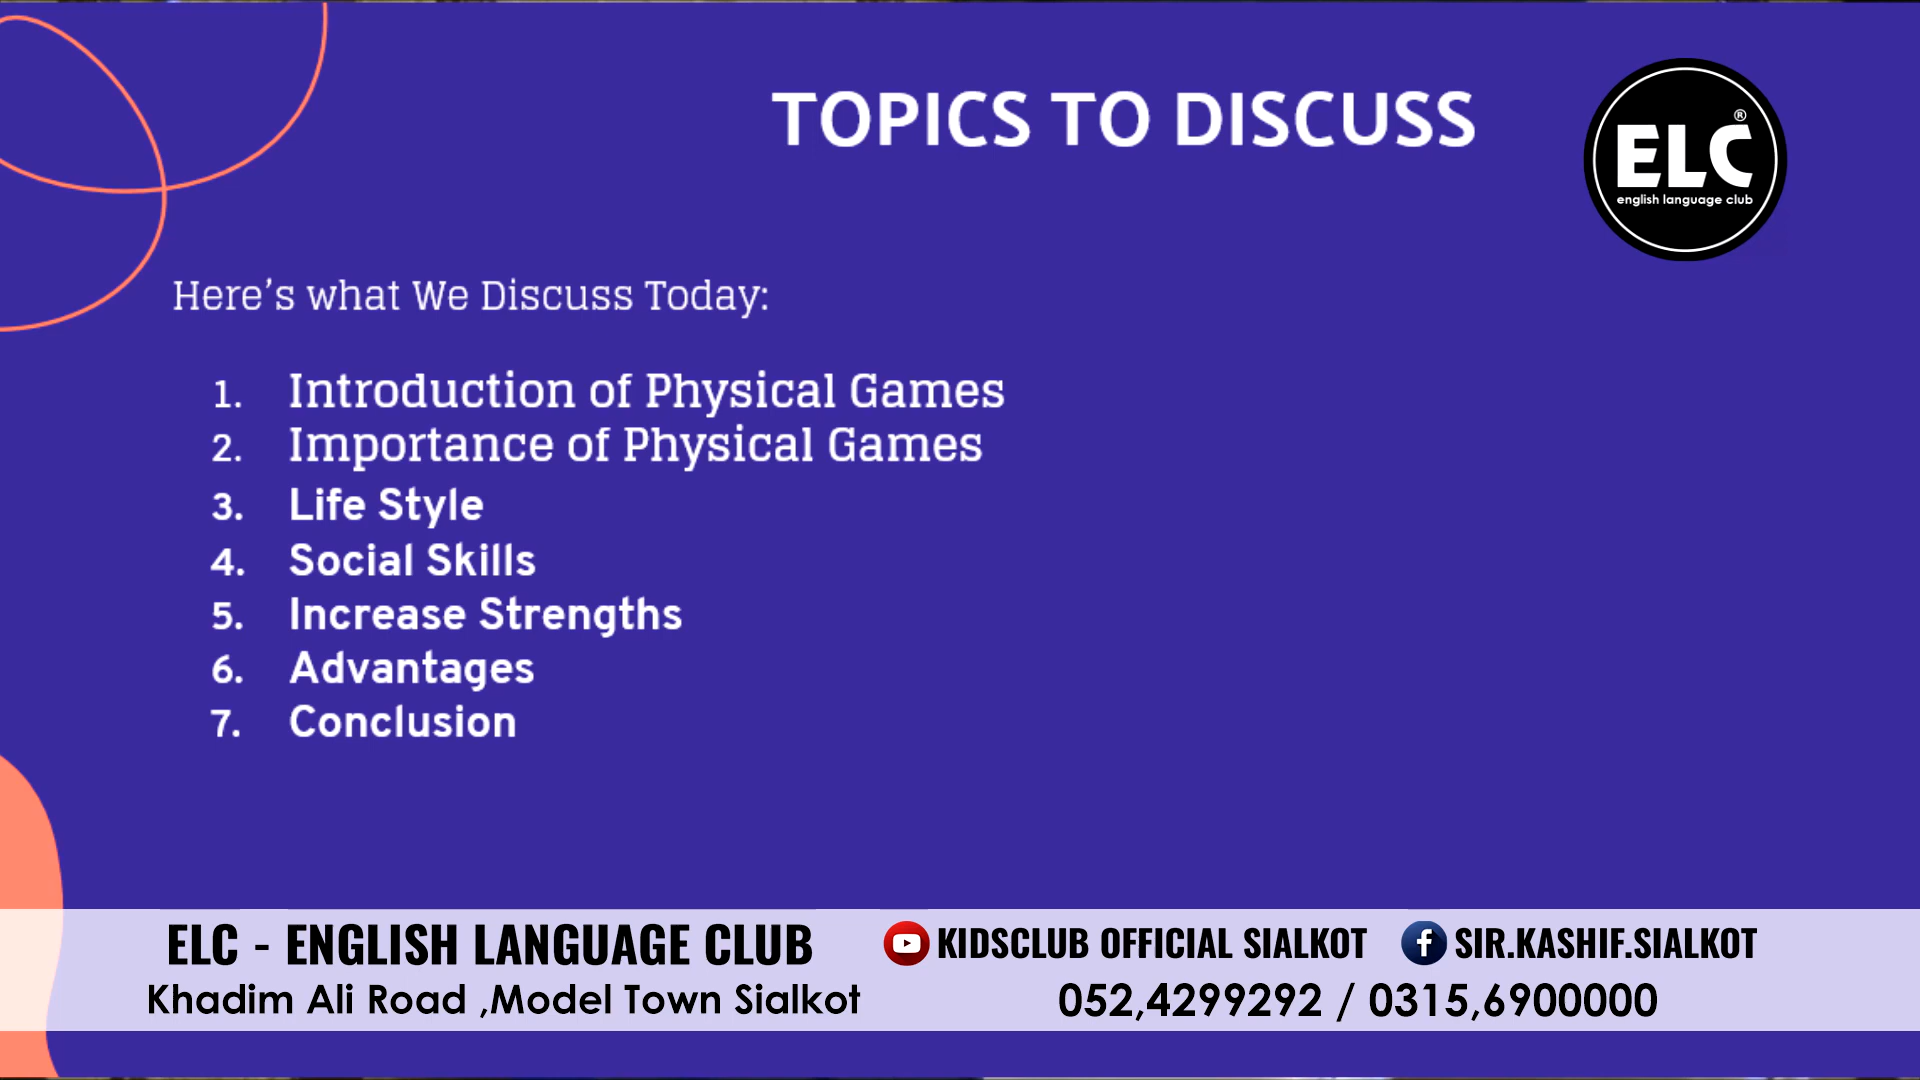 TOPICS TO DISCUSS
ELC®
english language club
Here’s what We Discuss Today:
1. Introduction of Physical Games
2. Importance of Physical Games
3. Life Style
4. Social Skills
5. Increase Strengths
6. Advantages
7. Conclusion
ELC - ENGLISH LANGUAGE CLUB
Khadim Ali Road ,Model Town Sialkot
KIDSCLUB OFFICIAL SIALKOT
SIR.KASHIF.SIALKOT
052,4299292 / 0315,6900000